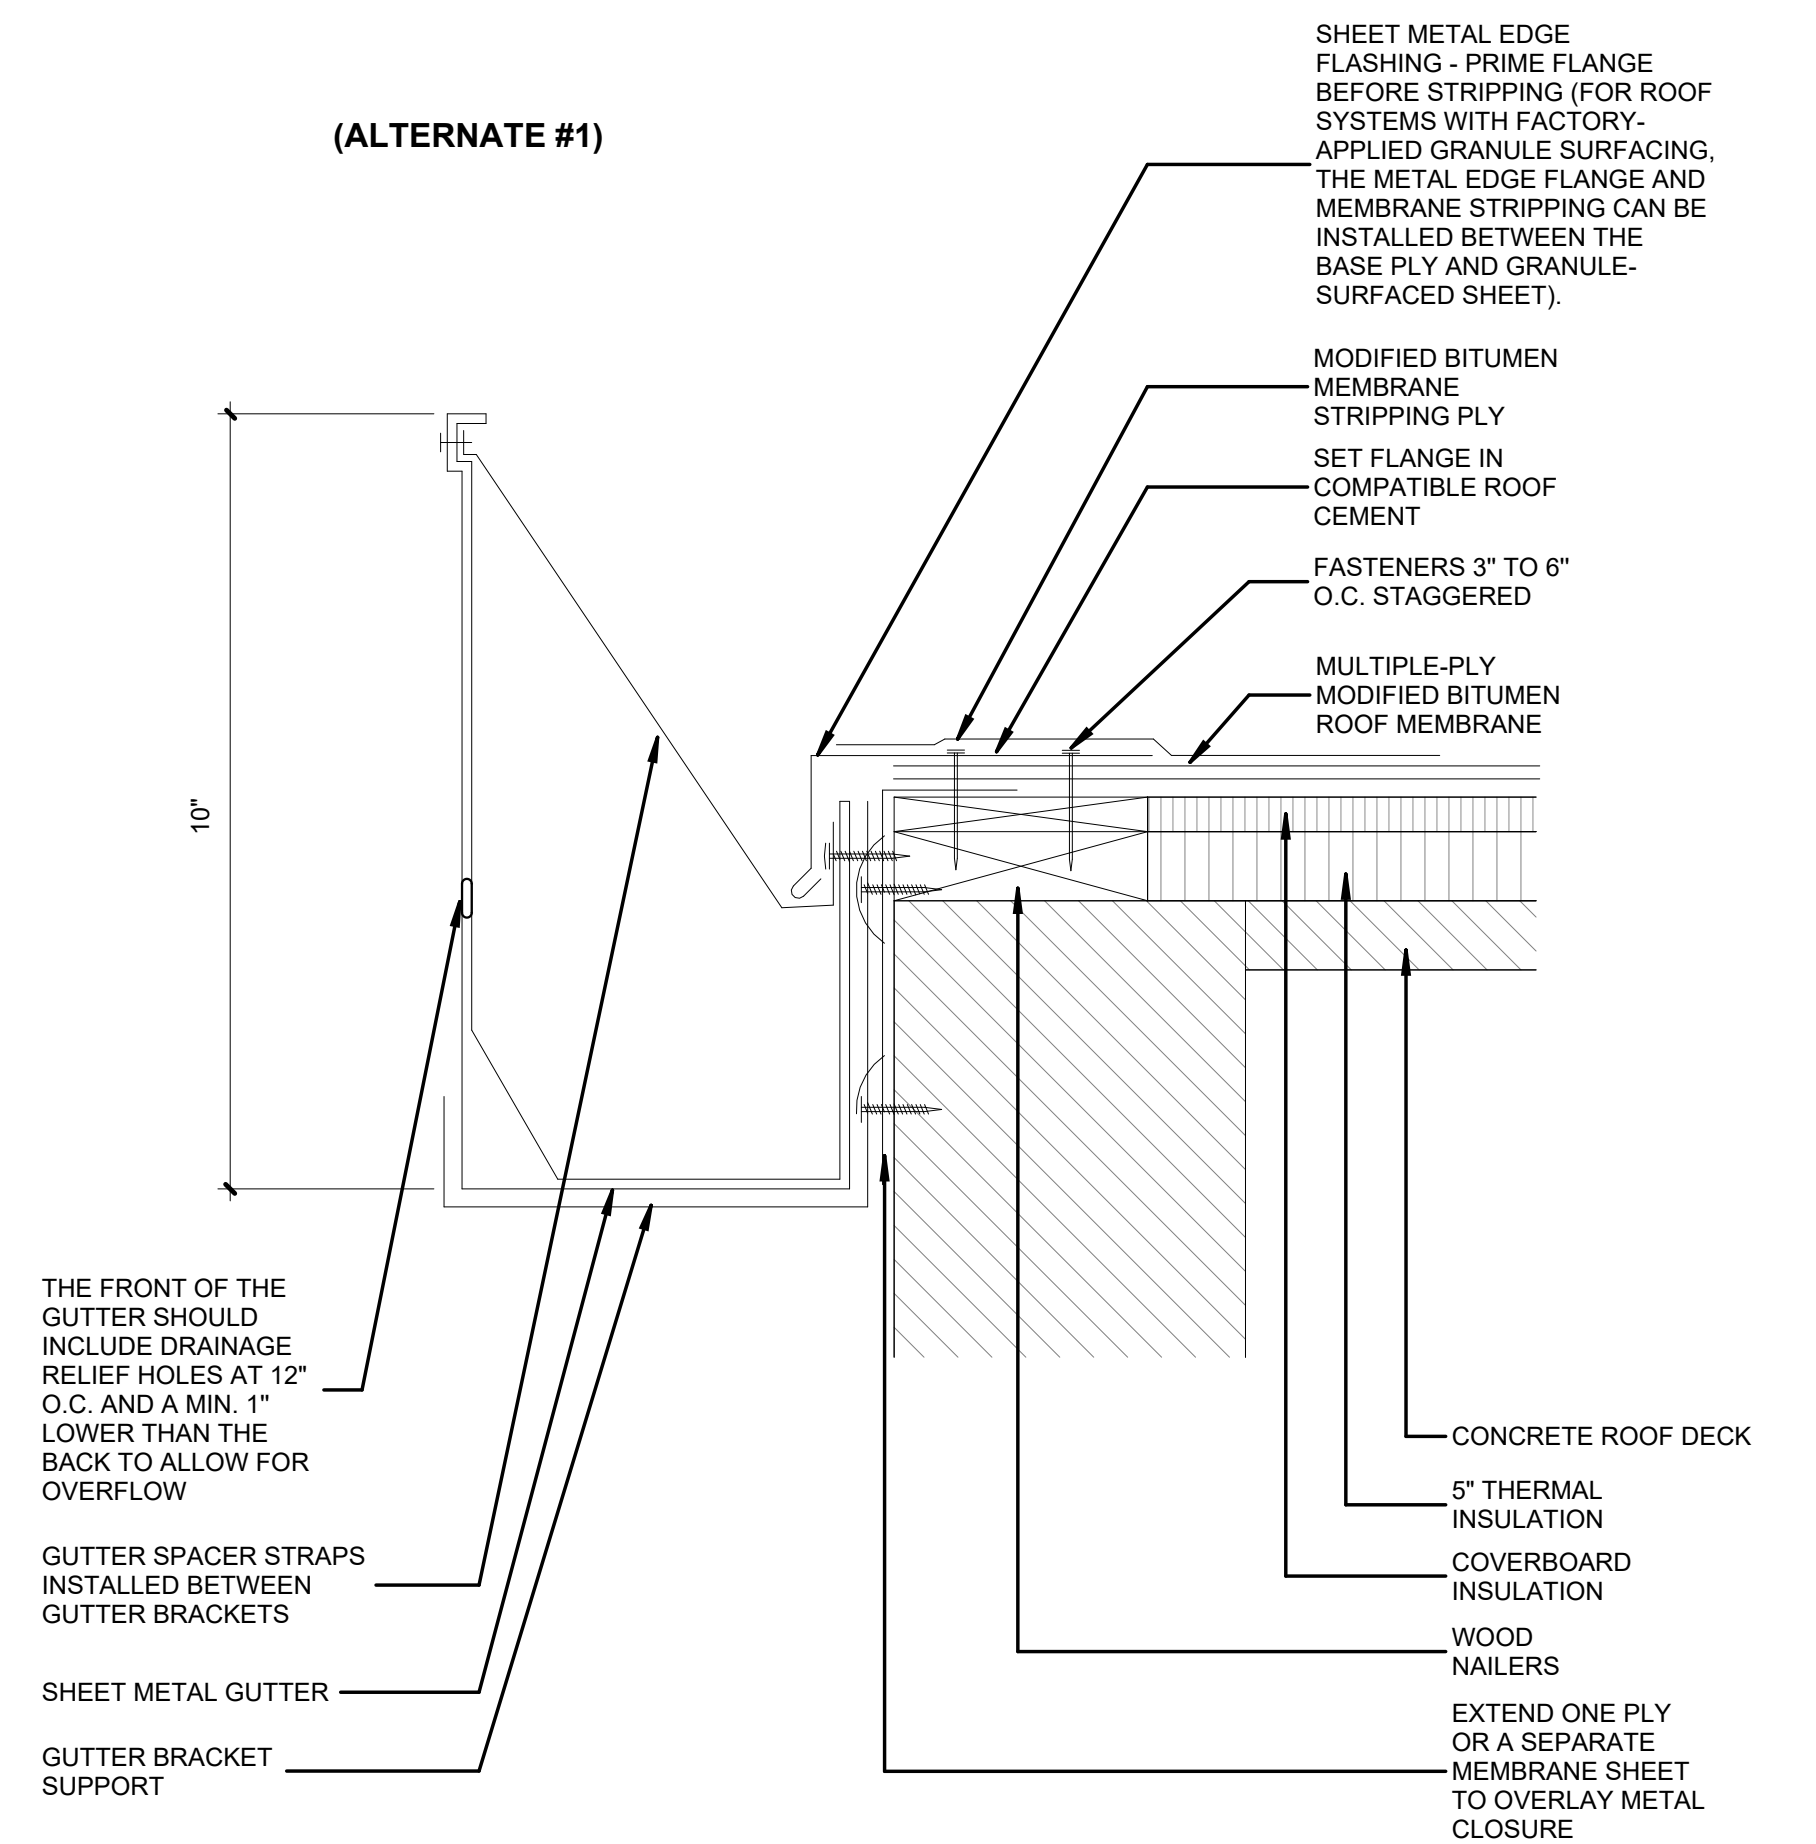 (ALTERNATE #1)
SHEET METAL EDGE
FLASHING - PRIME FLANGE
BEFORE STRIPPING (FOR ROOF
SYSTEMS WITH FACTORY-
APPLIED GRANULE SURFACING,
THE METAL EDGE FLANGE AND
MEMBRANE STRIPPING CAN BE
INSTALLED BETWEEN THE
BASE PLY AND GRANULE-
SURFACED SHEET).
MODIFIED BITUMEN
MEMBRANE
STRIPPING PLY
SET FLANGE IN
COMPATIBLE ROOF
CEMENT
FASTENERS 3" TO 6"
O.C. STAGGERED
MULTIPLE-PLY
MODIFIED BITUMEN
ROOF MEMBRANE
10"
THE FRONT OF THE
GUTTER SHOULD
INCLUDE DRAINAGE
RELIEF HOLES AT 12"
O.C. AND A MIN. 1"
LOWER THAN THE
BACK TO ALLOW FOR
OVERFLOW
GUTTER SPACER STRAPS
INSTALLED BETWEEN
GUTTER BRACKETS
SHEET METAL GUTTER
GUTTER BRACKET
SUPPORT
CONCRETE ROOF DECK
5" THERMAL
INSULATION
COVERBOARD
INSULATION
WOOD
NAILERS
EXTEND ONE PLY
OR A SEPARATE
MEMBRANE SHEET
TO OVERLAY METAL
CLOSURE